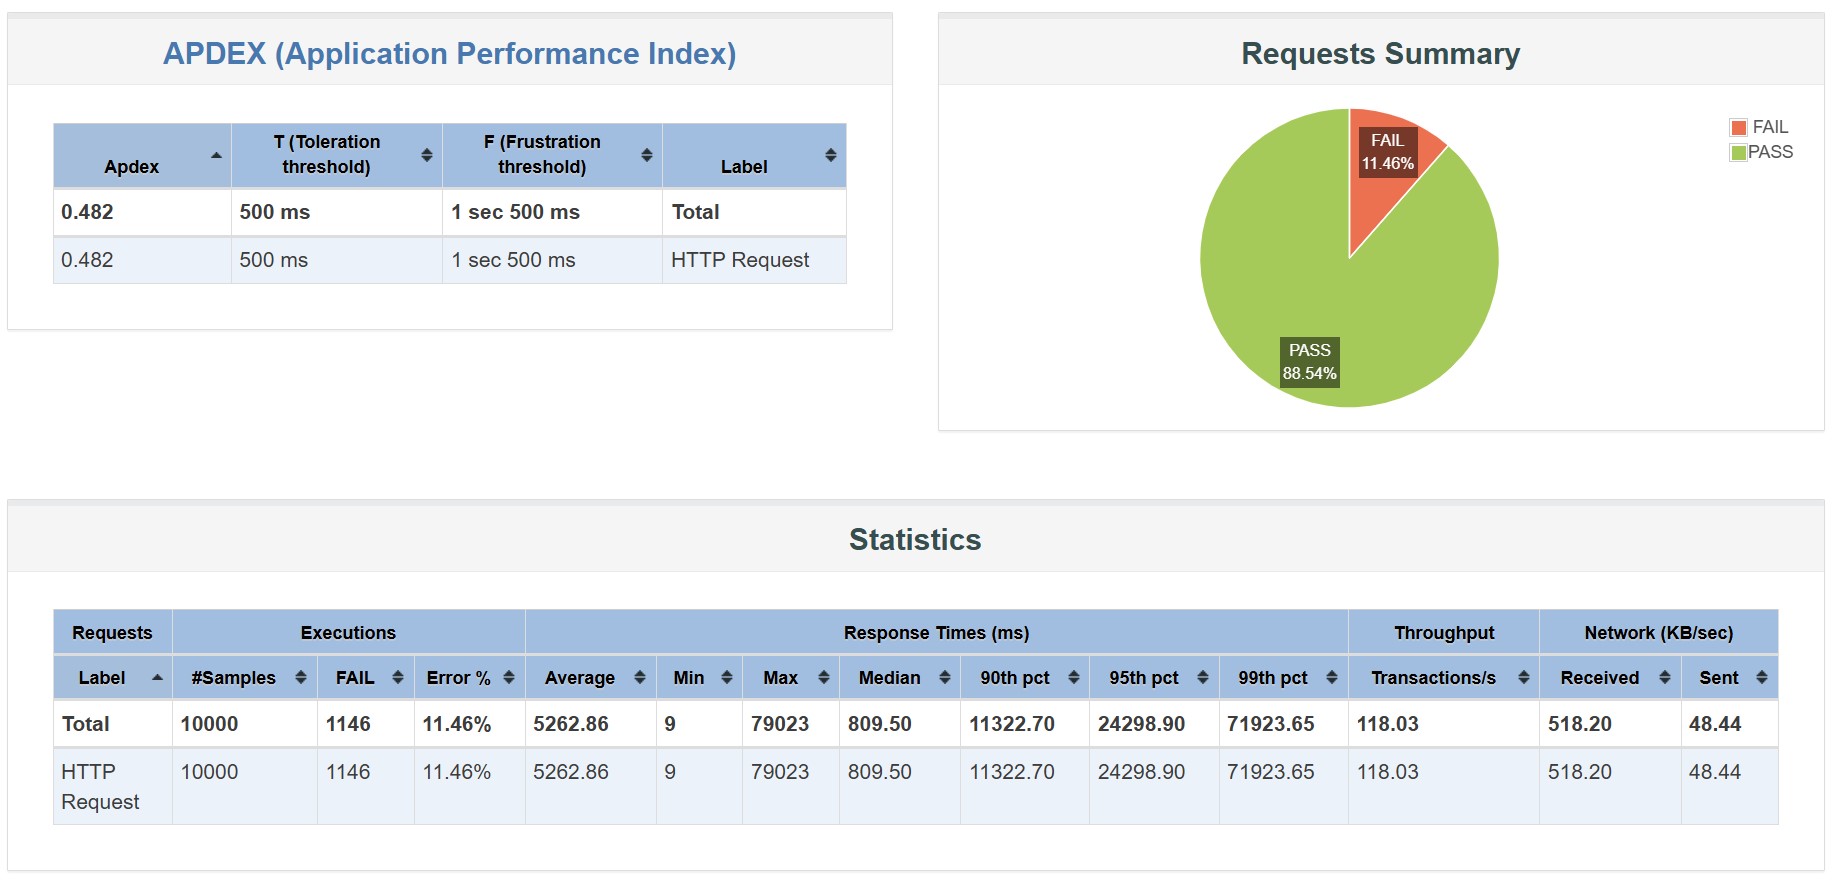 APDEX (Application Performance Index)
Apdex T (Toleration threshold) F (Frustration threshold) Label
0.482 500 ms 1 sec 500 ms Total
0.482 500 ms 1 sec 500 ms HTTP Request
Requests Summary
FAIL
11.46%
PASS
88.54%
FAIL
PASS
Statistics
Requests Executions Response Times (ms) Throughput Network (KB/sec)
Label #Samples FAIL Error % Average Min Max Median 90th pct 95th pct 99th pct Transactions/s Received Sent
Total 10000 1146 11.46% 5262.86 9 79023 809.50 11322.70 24298.90 71923.65 118.03 518.20 48.44
HTTP Request 10000 1146 11.46% 5262.86 9 79023 809.50 11322.70 24298.90 71923.65 118.03 518.20 48.44